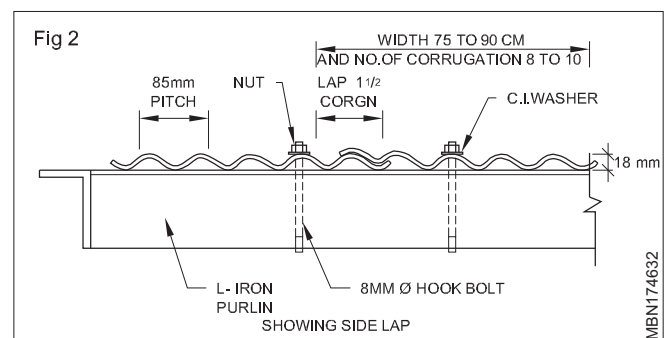 Fig 2
WIDTH 75 TO 90 CM
AND NO.OF CORRUGATION 8 TO 10
85mm
PITCH
NUT
LAP 1 1/2
CORGN
C.I.WASHER
18 mm
L- IRON
PURLIN
8MM Ø HOOK BOLT
SHOWING SIDE LAP
MBN174632